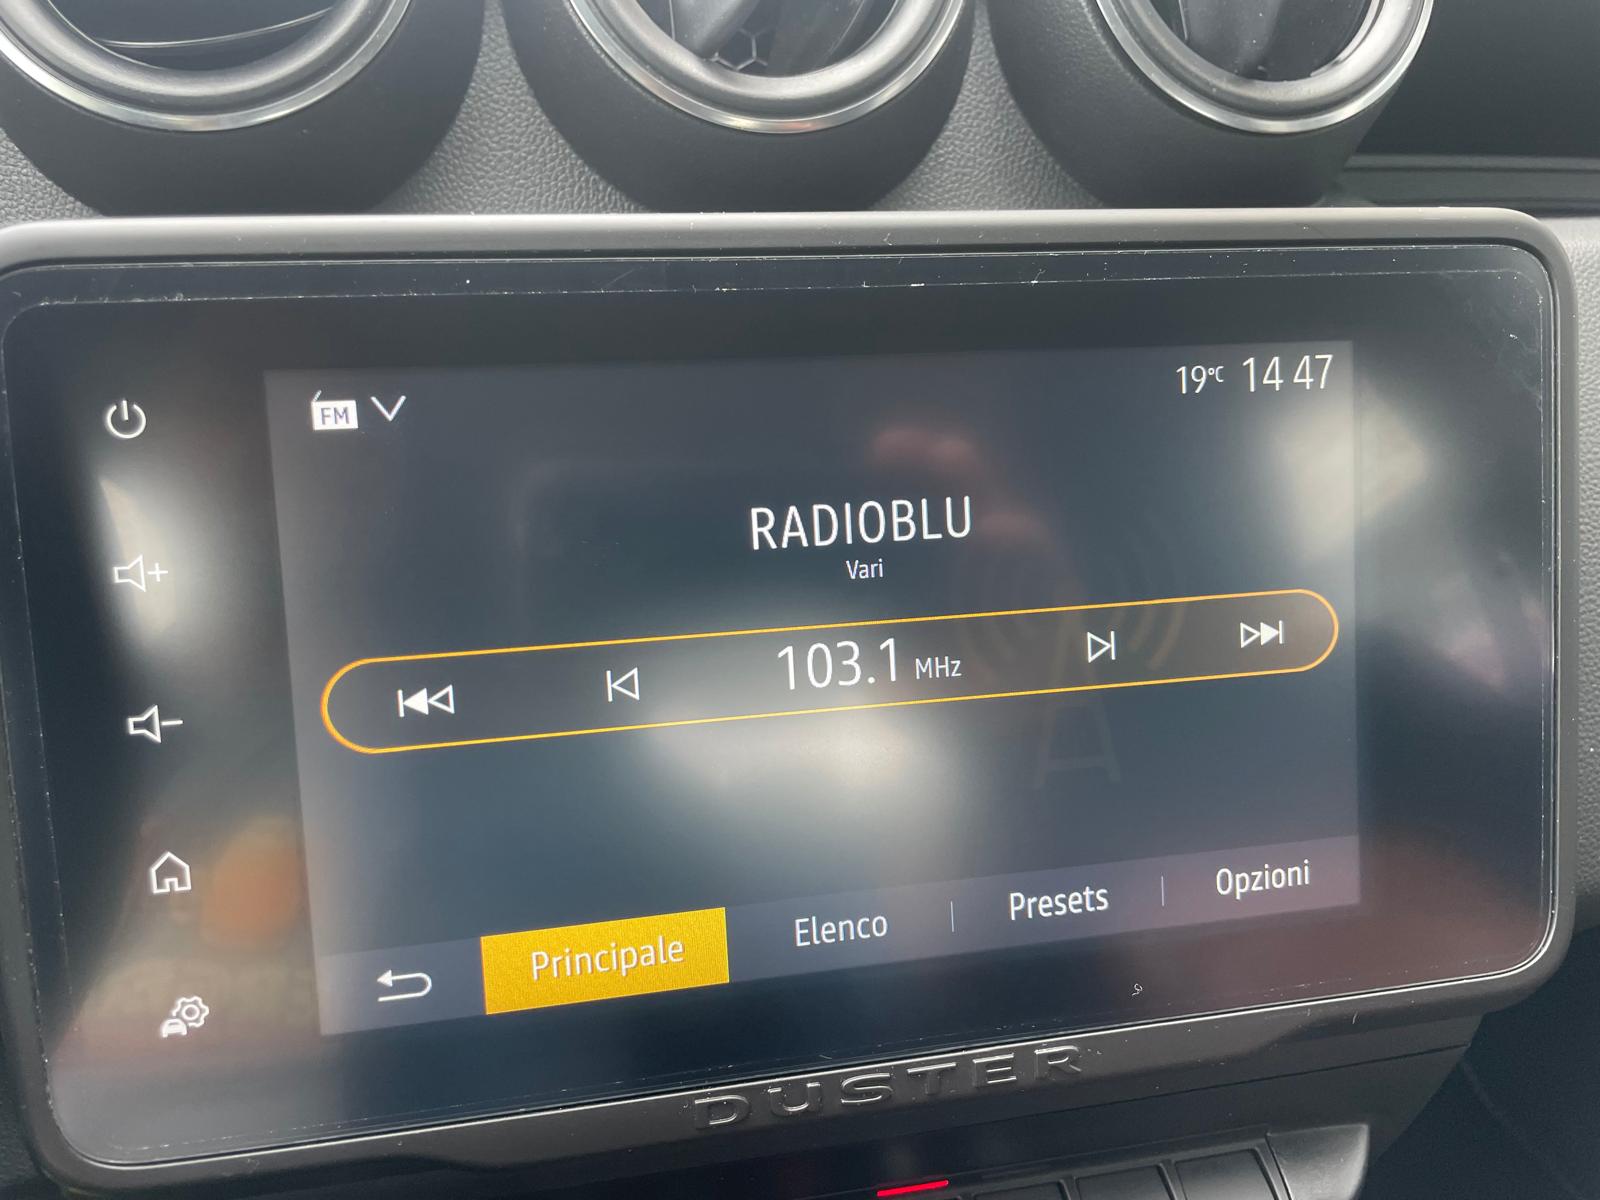 FM
19°C 14 47
RADIOBLU
Vari
103.1 MHz
Principale Elenco Presets Opzioni
DUSTER